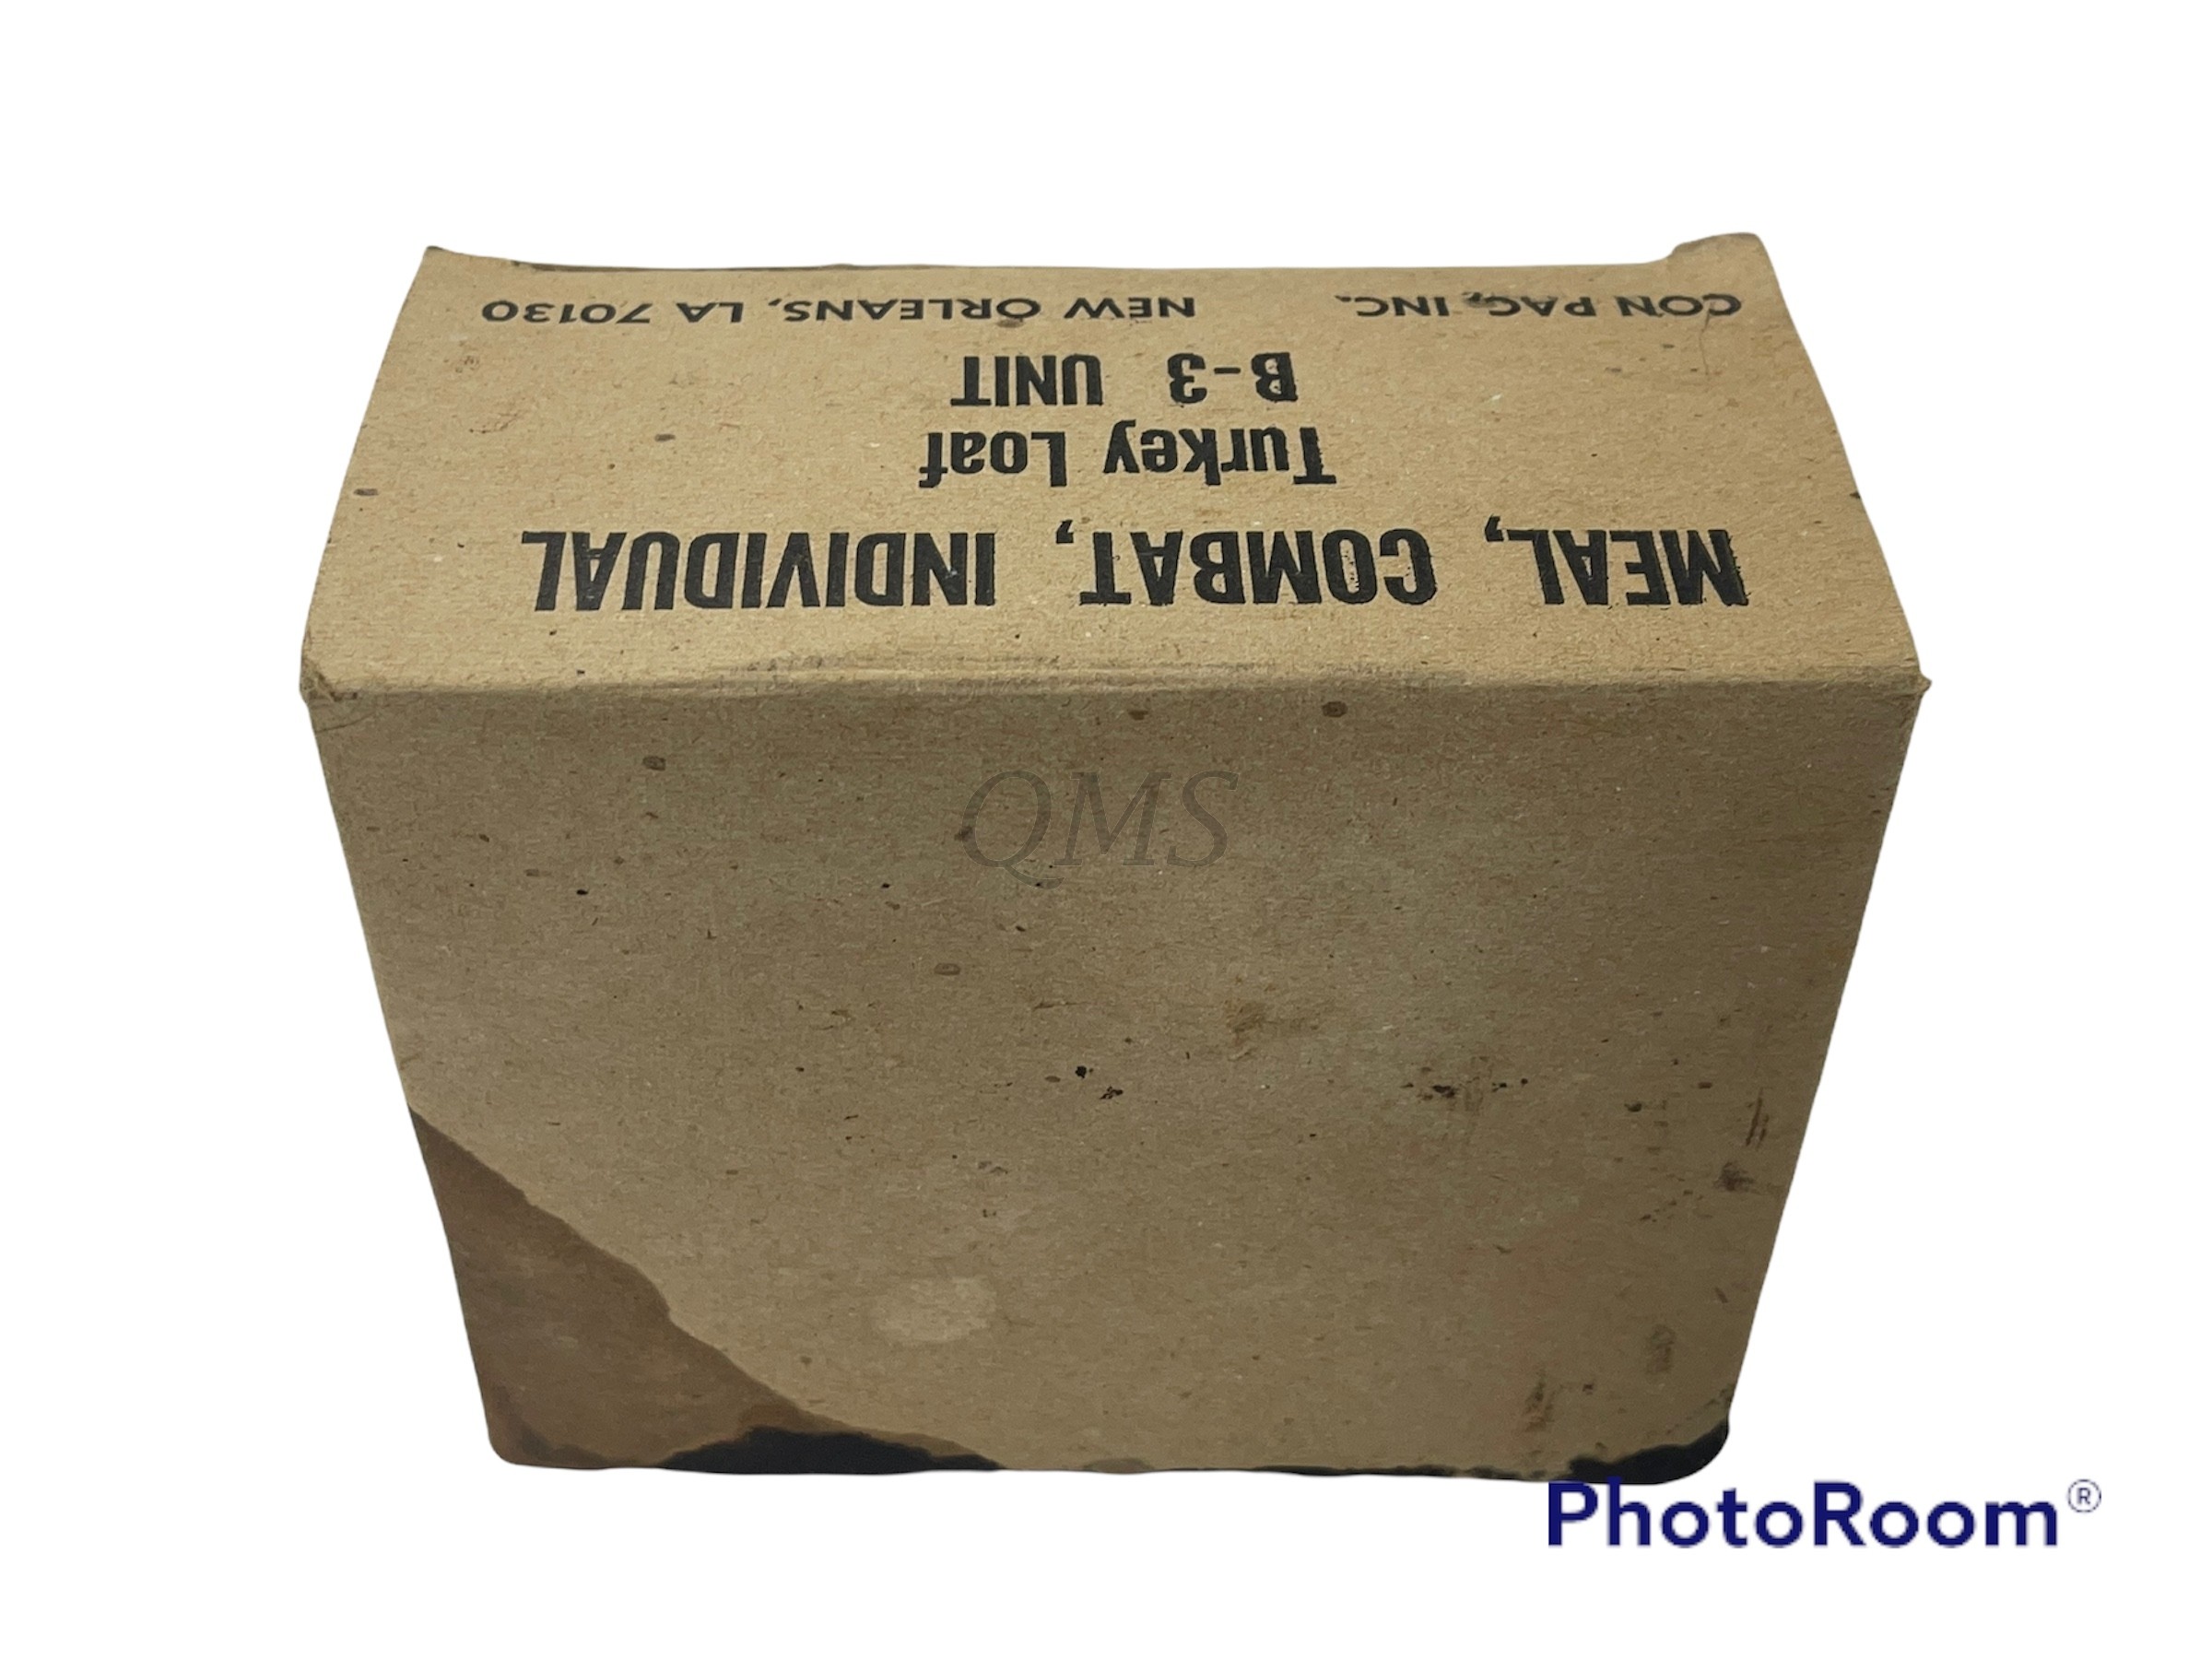 MEAL, COMBAT, INDIVIDUAL
Turkey Loaf
B-3 UNIT
CON PAC, INC. NEW ORLEANS, LA 70130
QMS
PhotoRoom®